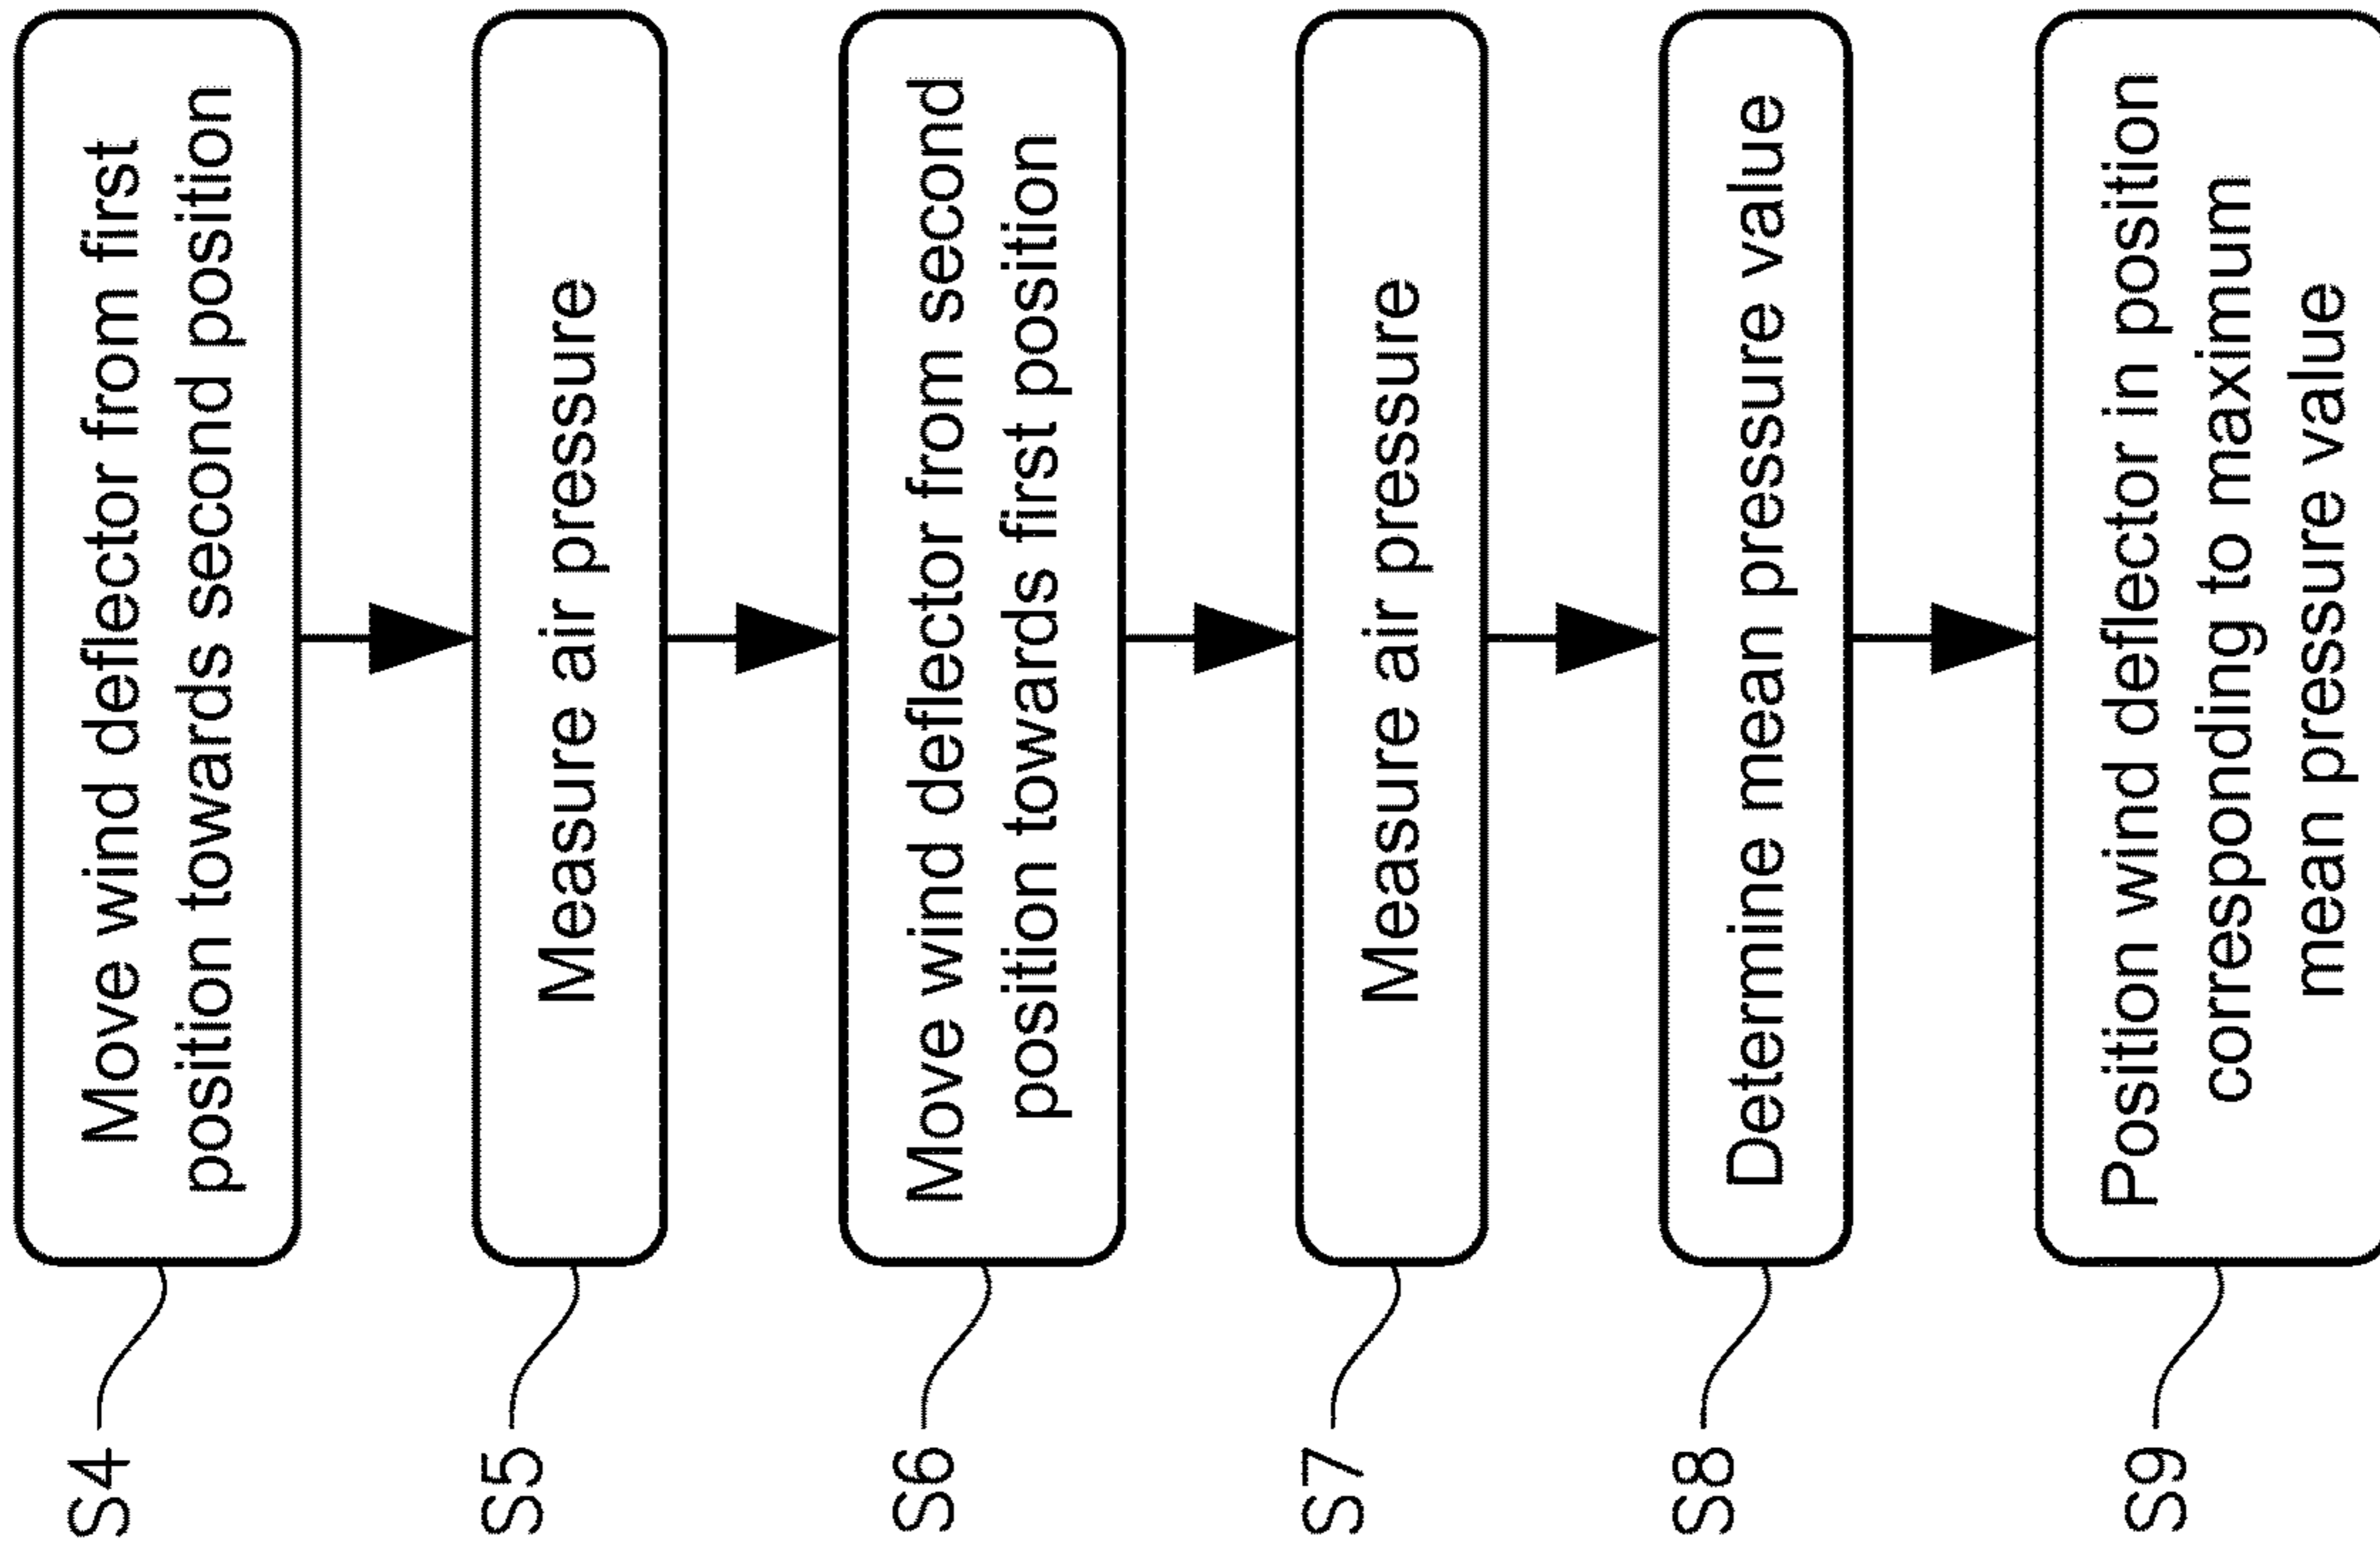 S4
Move wind deflector from first
position towards second position
S5
Measure air pressure
S6
Move wind deflector from second
position towards first position
S7
Measure air pressure
S8
Determine mean pressure value
S9
Position wind deflector in position
corresponding to maximum
mean pressure value